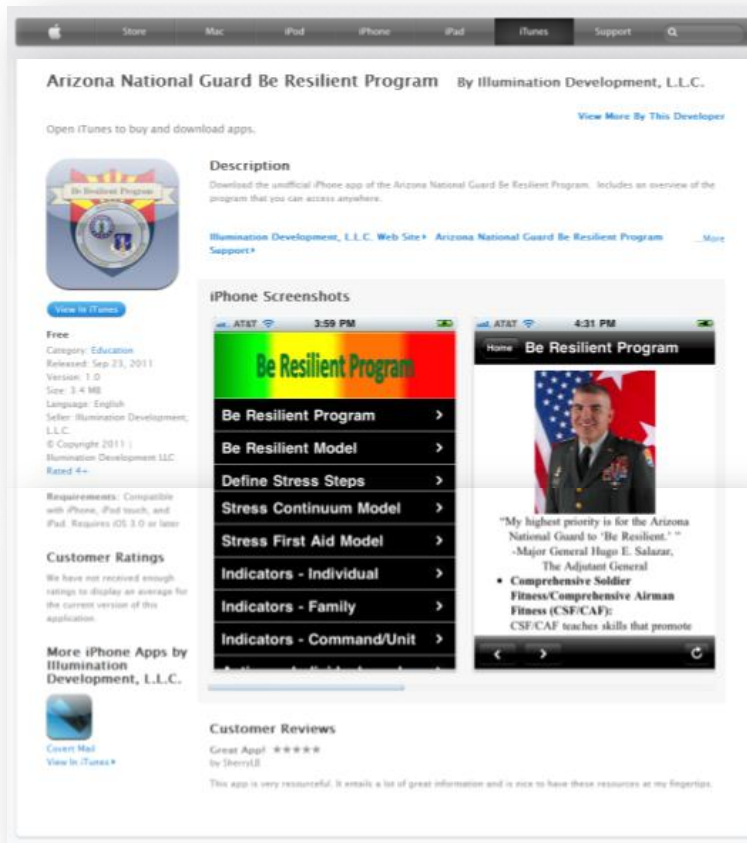 Store Mac iPod iPhone iPad iTunes Support
Arizona National Guard Be Resilient Program By Illumination Development, L.L.C.
View More By This Developer
Open iTunes to buy and download apps.
Be Resilient Program
View In iTunes
Free
Category: Education
Released: Sep 23, 2011
Version: 1.0
Size: 3.4 MB
Language: English
Seller: Illumination Development,
L.L.C.
© Copyright 2011 |
Illumination Development LLC
Rated 4+
Requirements: Compatible
with iPhone, iPod touch, and
iPad. Requires iOS 3.0 or later
Customer Ratings
We have not received enough
ratings to display an average for
the current version of this
application.
More iPhone Apps by
Illumination
Development, L.L.C.
Covert Mail
View In iTunes
Description
Download the unofficial iPhone app of the Arizona National Guard Be Resilient Program. Includes an overview of the
program that you can access anywhere.
Illumination Development, L.L.C. Web Site Arizona National Guard Be Resilient Program
Support
...More
iPhone Screenshots
AT&T 3:59 PM
Be Resilient Program
Be Resilient Program
Be Resilient Model
Define Stress Steps
Stress Continuum Model
Stress First Aid Model
Indicators - Individual
Indicators - Family
Indicators - Command/Unit
AT&T 4:31 PM
Home Be Resilient Program
“My highest priority is for the Arizona
National Guard to ‘Be Resilient.’ ”
-Major General Hugo E. Salazar,
The Adjutant General
• Comprehensive Soldier
Fitness/Comprehensive Airman
Fitness (CSF/CAF):
CSF/CAF teaches skills that promote
Customer Reviews
Great App! ★★★★★
by SherryLB
This app is very resourceful. It entails a lot of great information and is nice to have these resources at my fingertips.